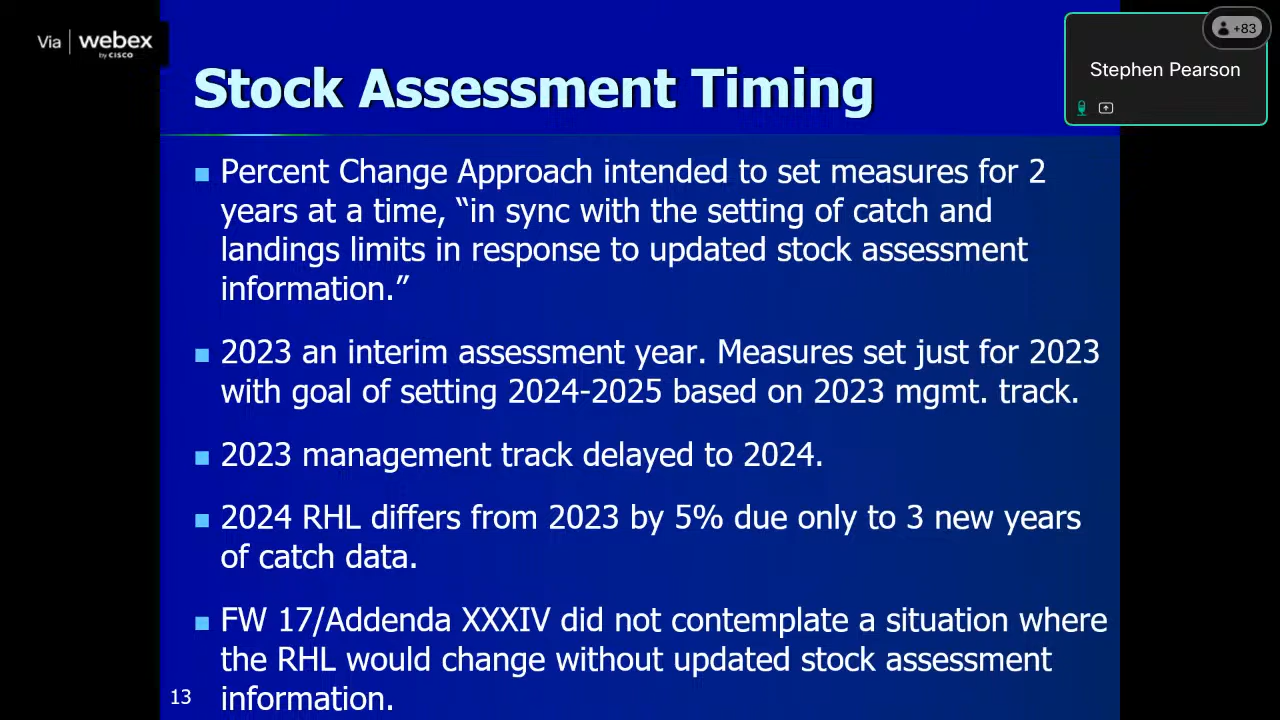 Via webex
by CISCO
+83
Stephen Pearson
Stock Assessment Timing
Percent Change Approach intended to set measures for 2
years at a time, “in sync with the setting of catch and
landings limits in response to updated stock assessment
information.”
2023 an interim assessment year. Measures set just for 2023
with goal of setting 2024-2025 based on 2023 mgmt. track.
2023 management track delayed to 2024.
2024 RHL differs from 2023 by 5% due only to 3 new years
of catch data.
FW 17/Addenda XXXIV did not contemplate a situation where
the RHL would change without updated stock assessment
information.
13